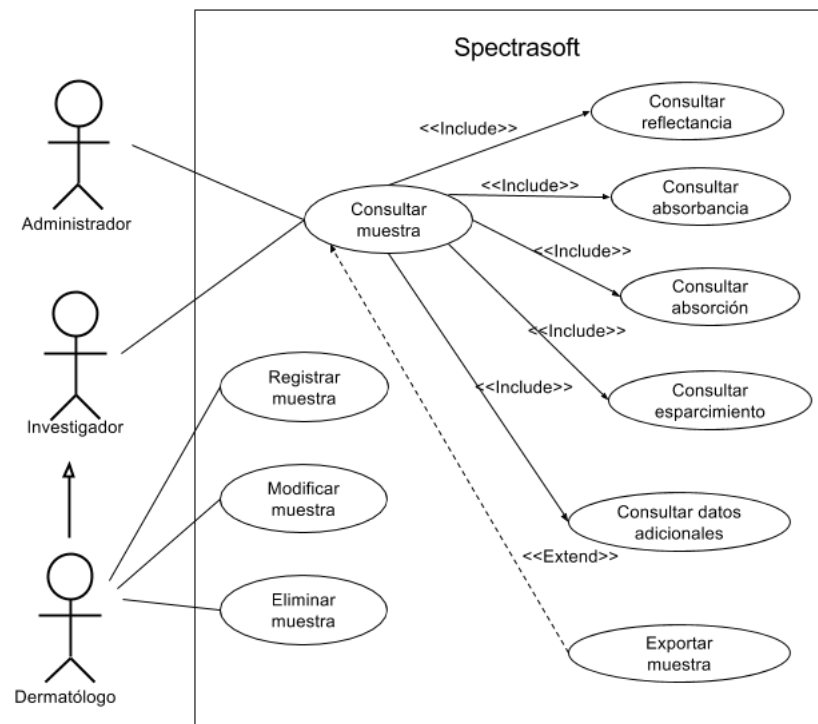 Spectrasoft
Consultar
reflectancia
<<Include>>
Consultar
absorbancia
<<Include>>
Administrador
Consultar
muestra
<<Include>>
Consultar
absorción
<<Include>>
Investigador
Registrar
muestra
<<Include>>
Consultar
esparcimiento
Modificar
muestra
Consultar datos
adicionales
<<Extend>>
Eliminar
muestra
Exportar
muestra
Dermatólogo